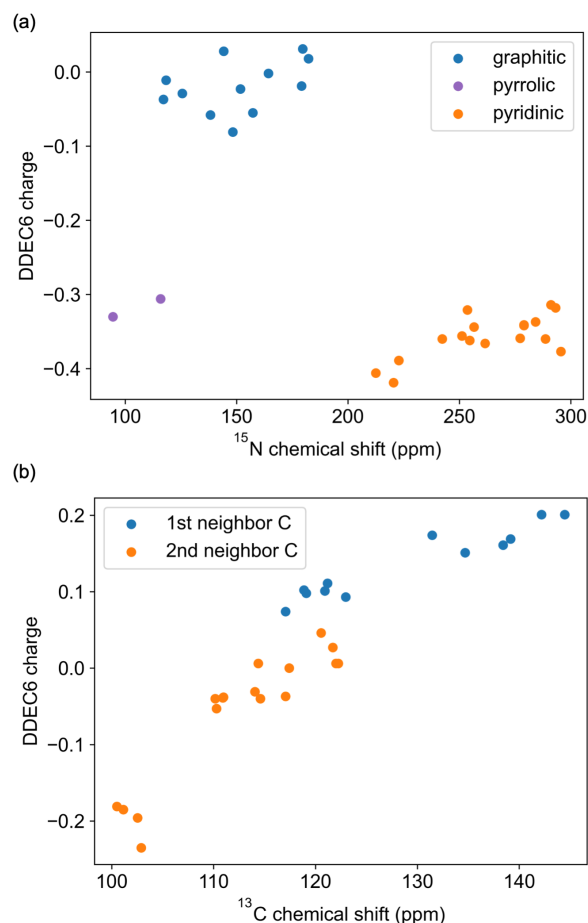 (a)
graphitic
pyrrolic
pyridinic
0.0
−0.1
−0.2
−0.3
−0.4
DDEC6 charge
100 150 200 250 300
15N chemical shift (ppm)
(b)
1st neighbor C
2nd neighbor C
0.2
0.1
0.0
−0.1
−0.2
DDEC6 charge
100 110 120 130 140
13C chemical shift (ppm)